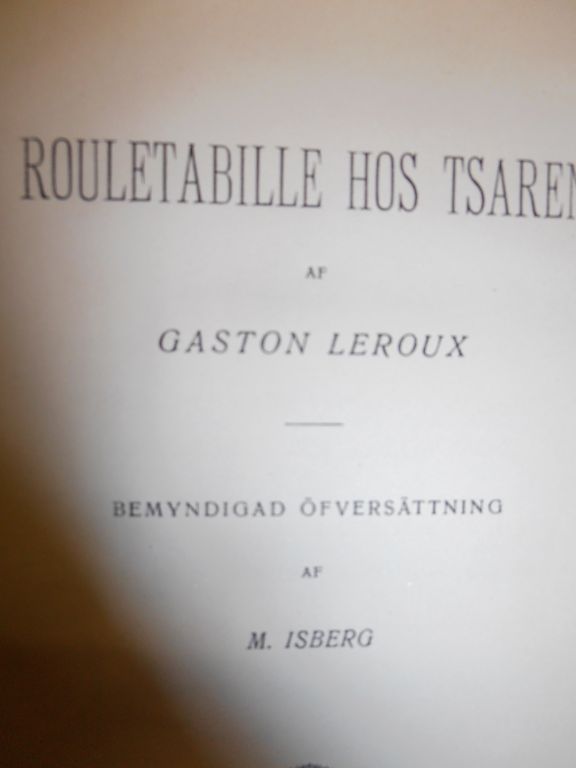 ROULETABILLE HOS TSAREN
AF
GASTON LEROUX
BEMYNDIGAD ÖFVERSÄTTNING
AF
M. ISBERG